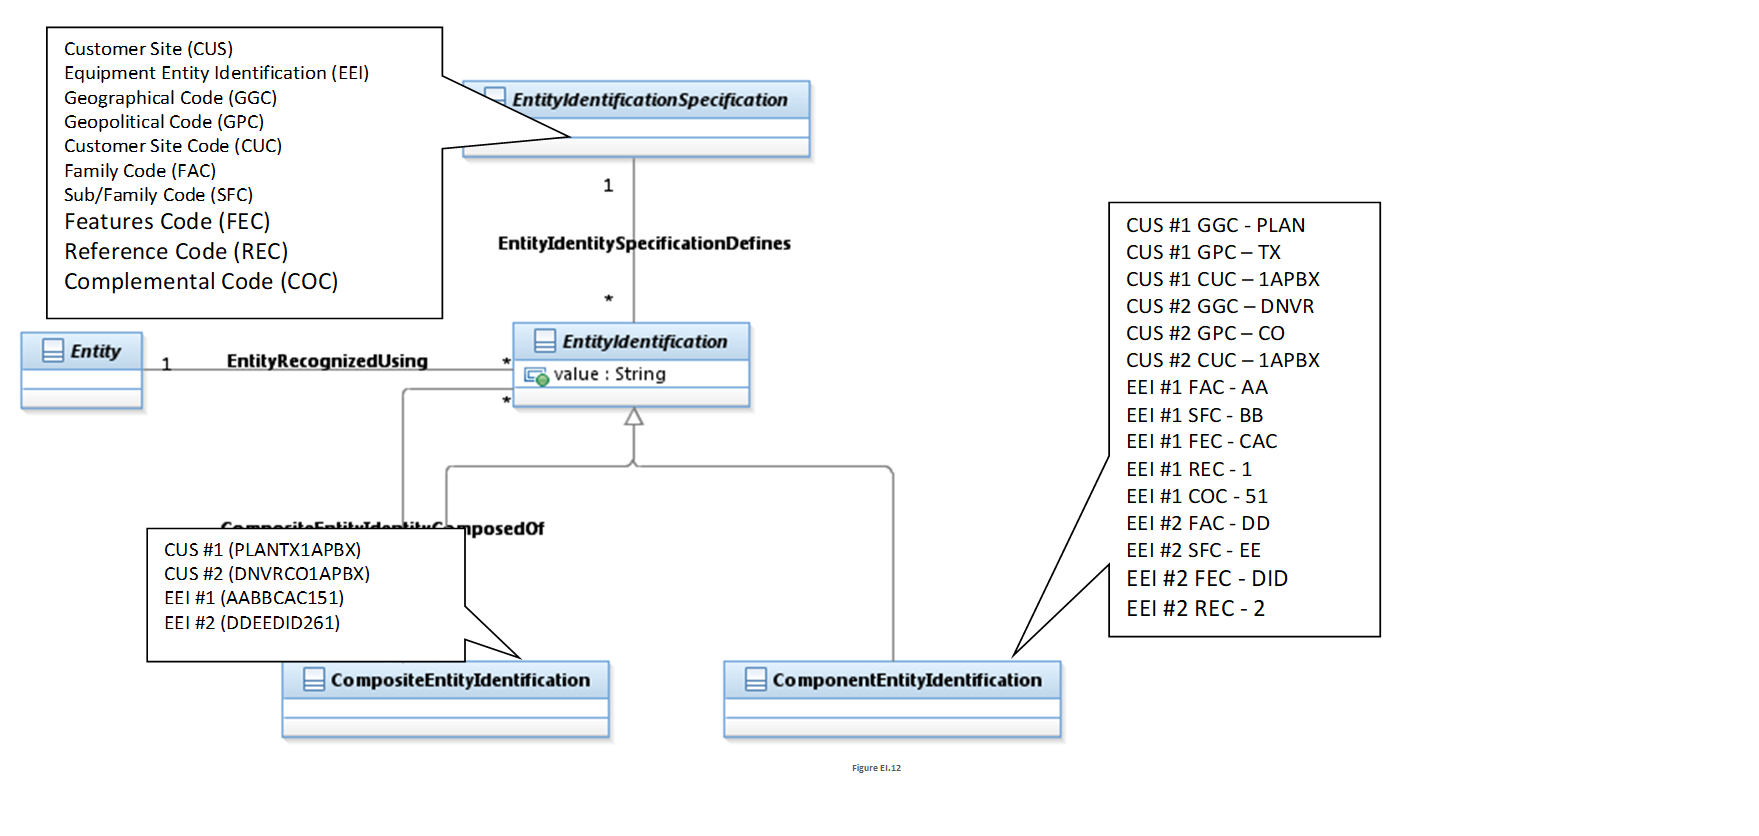 Customer Site (CUS)
Equipment Entity Identification (EEI)
Geographical Code (GGC)
Geopolitical Code (GPC)
Customer Site Code (CUC)
Family Code (FAC)
Sub/Family Code (SFC)
Features Code (FEC)
Reference Code (REC)
Complemental Code (COC)
EntityIdentificationSpecification
1
EntityIdentitySpecificationDefines
*
Entity
1
EntityRecognizedUsing
*
EntityIdentification
value : String
*
CompositeEntityIdentityComposedOf
CUS #1 (PLANTX1APBX)
CUS #2 (DNVRCO1APBX)
EEI #1 (AABBCAC151)
EEI #2 (DDEEDID261)
CUS #1 GGC - PLAN
CUS #1 GPC – TX
CUS #1 CUC – 1APBX
CUS #2 GGC – DNVR
CUS #2 GPC – CO
CUS #2 CUC – 1APBX
EEI #1 FAC - AA
EEI #1 SFC - BB
EEI #1 FEC - CAC
EEI #1 REC - 1
EEI #1 COC - 51
EEI #2 FAC - DD
EEI #2 SFC - EE
EEI #2 FEC - DID
EEI #2 REC - 2
CompositeEntityIdentification
ComponentEntityIdentification
Figure EI.12